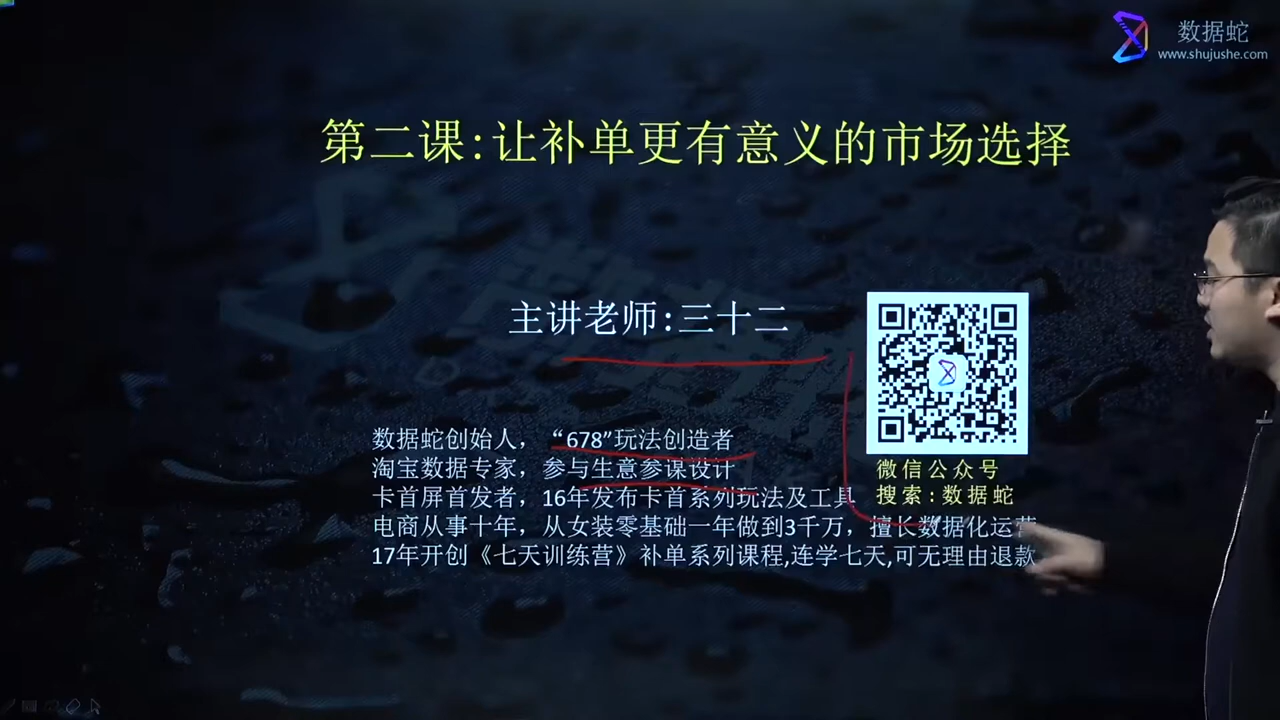 数据蛇
www.shujushe.com
第二课:让补单更有意义的市场选择
主讲老师:三十二
数据蛇创始人，“678”玩法创造者
淘宝数据专家，参与生意参谋设计
卡首屏首发者，16年发布卡首系列玩法及工具
电商从事十年，从女装零基础一年做到3千万，擅长数据化运营
17年开创《七天训练营》补单系列课程,连学七天,可无理由退款
微信公众号
搜索:数据蛇